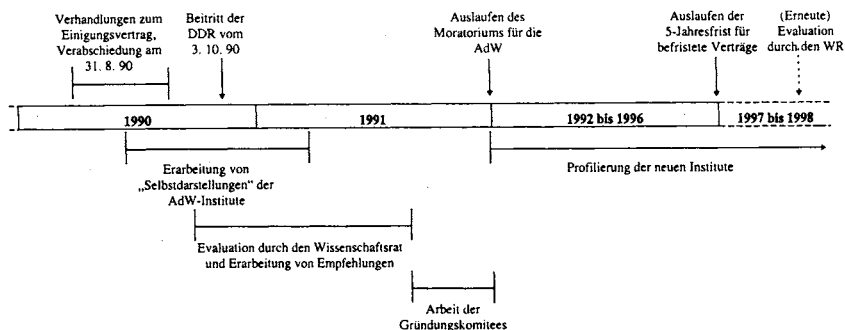 Verhandlungen zum
Einigungsvertrag,
Verabschiedung am
31. 8. 90
Beitritt der
DDR vom
3. 10. 90
Auslaufen des
Moratoriums für die
AdW
Auslaufen der
5-Jahresfrist für
befristete Verträge
(Erneute)
Evaluation
durch den WR
1990
1991
1992 bis 1996
1997 bis 1998
Erarbeitung von
„Selbstdarstellungen“ der
AdW-Institute
Profilierung der neuen Institute
Evaluation durch den Wissenschaftsrat
und Erarbeitung von Empfehlungen
Arbeit der
Gründungskomitees